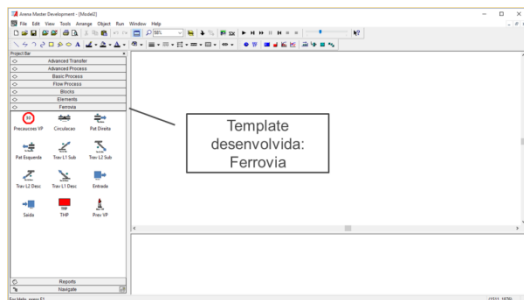 Arena Master Development - [Model2]
File Edit View Tools Arrange Object Run Window Help
Project Bar
Advanced Transfer
Advanced Process
Basic Process
Flow Process
Blocks
Elements
Ferrovia
Precaucoes VP Circulacao Pat Direita
Pat Esquerda Trav L1 Sub Trav L2 Sub
Trav L2 Desc Trav L1 Desc Entrada
Saida THP Prev VP
Reports
Navigate
Template
desenvolvida:
Ferrovia